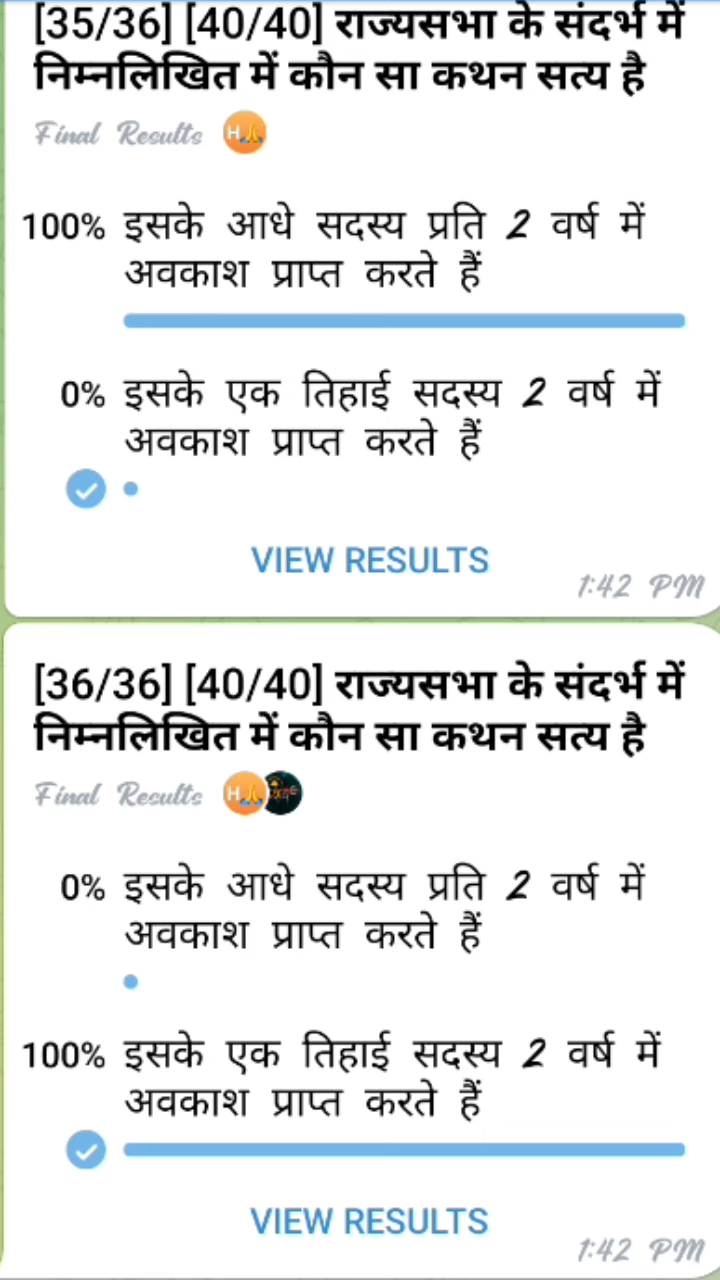 [35/36] [40/40] राज्यसभा के संदर्भ में
निम्नलिखित में कौन सा कथन सत्य है
Final Results H🙏
100% इसके आधे सदस्य प्रति 2 वर्ष में
अवकाश प्राप्त करते हैं
0% इसके एक तिहाई सदस्य 2 वर्ष में
अवकाश प्राप्त करते हैं
VIEW RESULTS
1:42 PM
[36/36] [40/40] राज्यसभा के संदर्भ में
निम्नलिखित में कौन सा कथन सत्य है
Final Results H🙏
0% इसके आधे सदस्य प्रति 2 वर्ष में
अवकाश प्राप्त करते हैं
100% इसके एक तिहाई सदस्य 2 वर्ष में
अवकाश प्राप्त करते हैं
VIEW RESULTS
1:42 PM